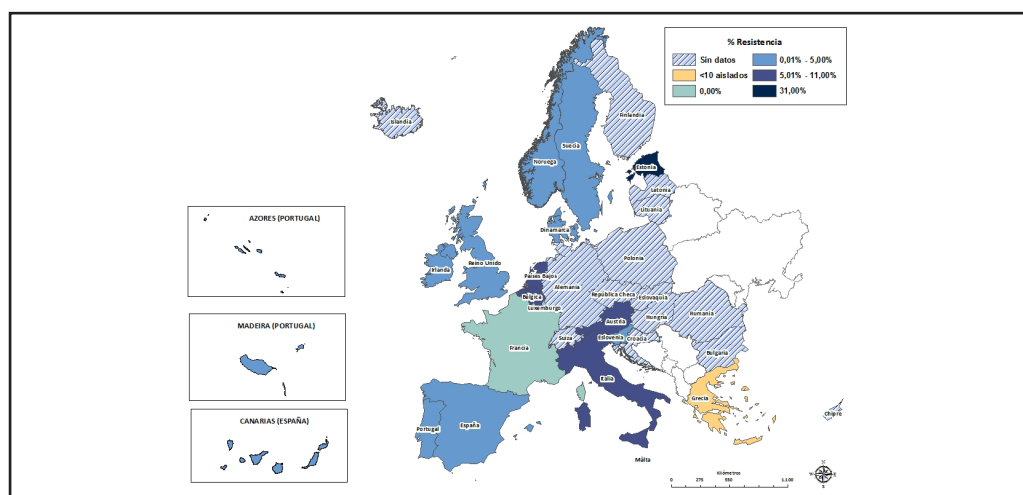 % Resistencia
Sin datos
<10 aislados
0,00%
0,01% - 5,00%
5,01% - 11,00%
31,00%
Islandia
Finlandia
Suecia
Noruega
Estonia
Letonia
Lituania
AZORES (PORTUGAL)
Dinamarca
Irlanda
Reino Unido
Países Bajos
Polonia
Alemania
Bélgica
República Checa
Luxemburgo
Eslovaquia
MADEIRA (PORTUGAL)
Hungría
Rumania
Austria
Suiza
Eslovenia
Croacia
Francia
Bulgaria
Italia
Grecia
CANARIAS (ESPAÑA)
Portugal
España
Chipre
Malta
Kilómetros
0 275 550 1.100
N
W E
S